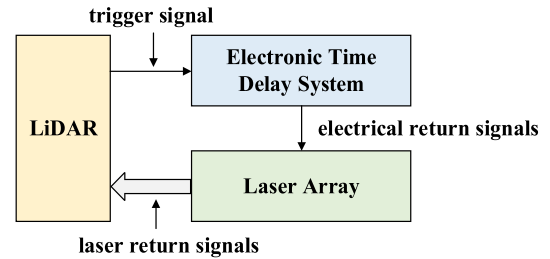 trigger signal
Electronic Time
Delay System
LiDAR
electrical return signals
Laser Array
laser return signals